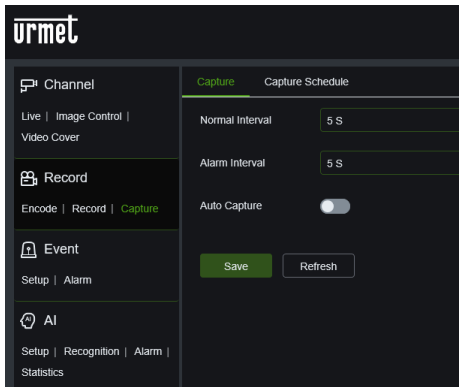 urmet
Channel
Live | Image Control |
Video Cover
Record
Encode | Record | Capture
Event
Setup | Alarm
AI
AI
Setup | Recognition | Alarm |
Statistics
Capture Capture Schedule
Normal Interval 5 S
Alarm Interval 5 S
Auto Capture
Save Refresh